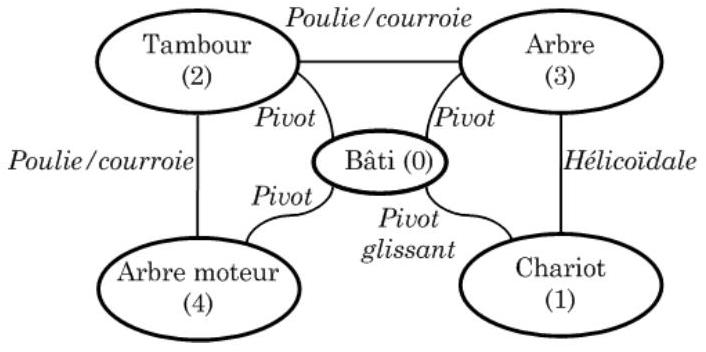 Poulie/courroie
Tambour
(2)
Arbre
(3)
Pivot
Pivot
Bâti (0)
Poulie/courroie
Hélicoïdale
Pivot
Pivot
glissant
Arbre moteur
(4)
Chariot
(1)